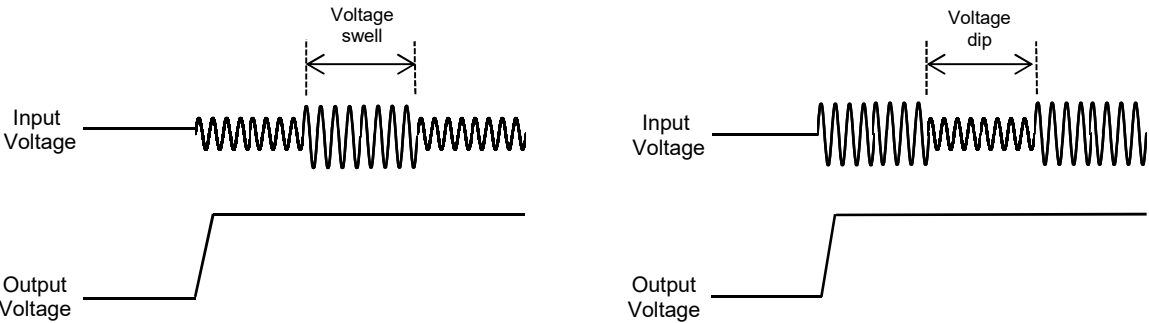 Voltage
swell
Input
Voltage
Output
Voltage
Voltage
dip
Input
Voltage
Output
Voltage